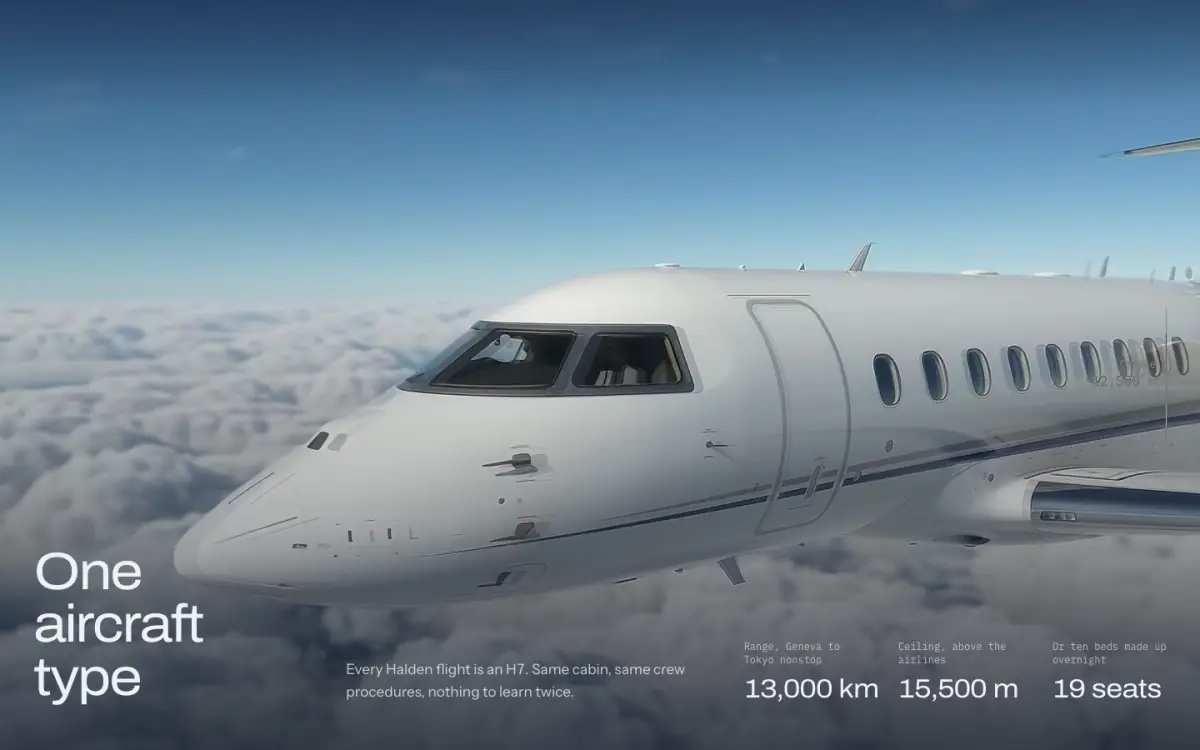 One
aircraft
type
Every Halden flight is an H7. Same cabin, same crew
procedures, nothing to learn twice.
Range, Geneva to
Tokyo nonstop
13,000 km
Ceiling, above the
airlines
15,500 m
Or ten beds made up
overnight
19 seats